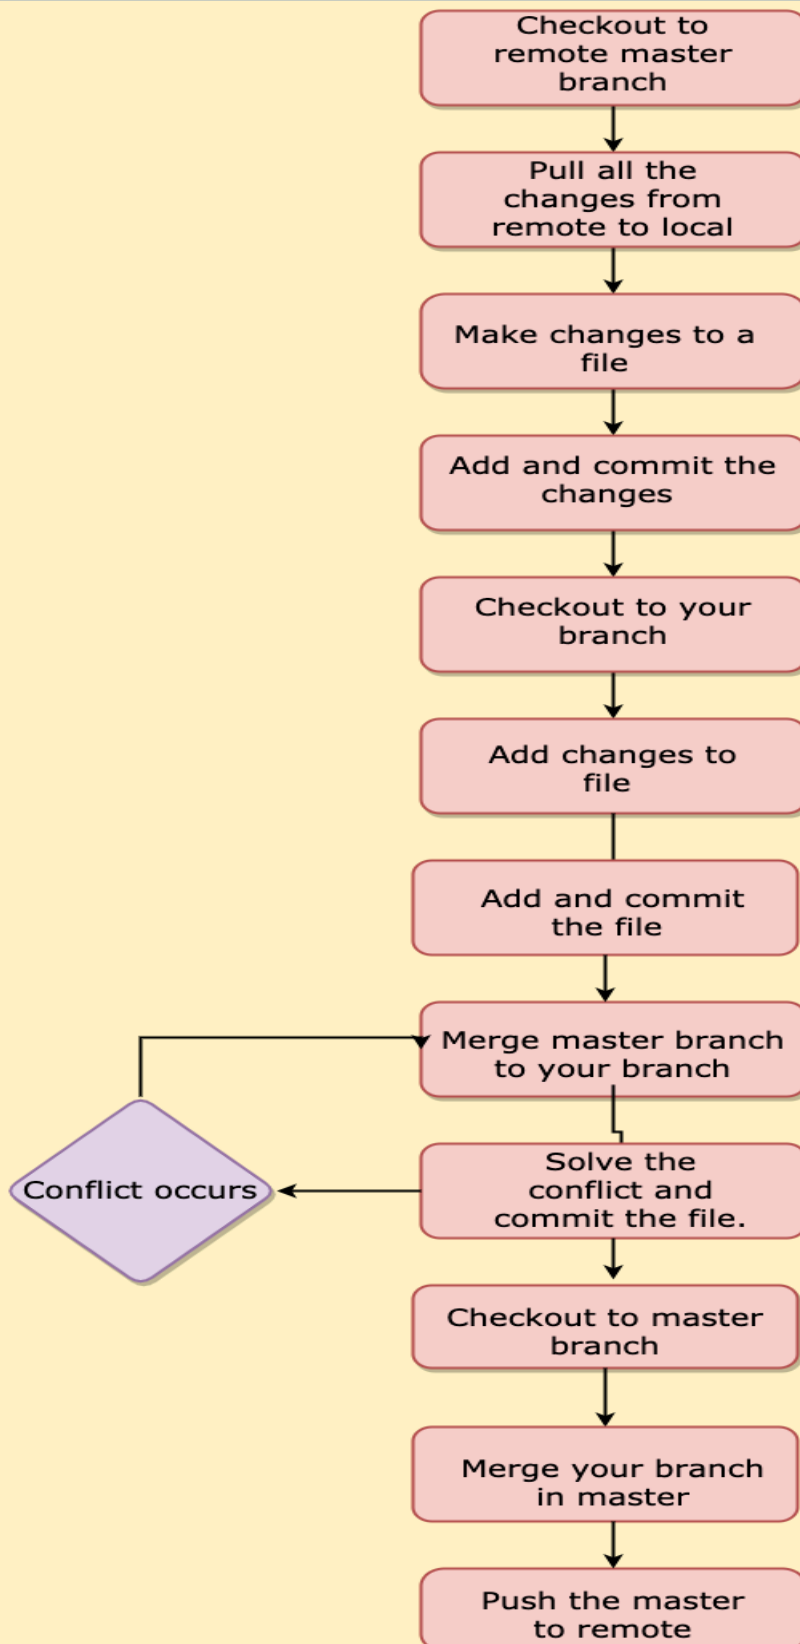 Checkout to
remote master
branch
Pull all the
changes from
remote to local
Make changes to a
file
Add and commit the
changes
Checkout to your
branch
Add changes to
file
Add and commit
the file
Merge master branch
to your branch
Conflict occurs
Solve the
conflict and
commit the file.
Checkout to master
branch
Merge your branch
in master
Push the master
to remote